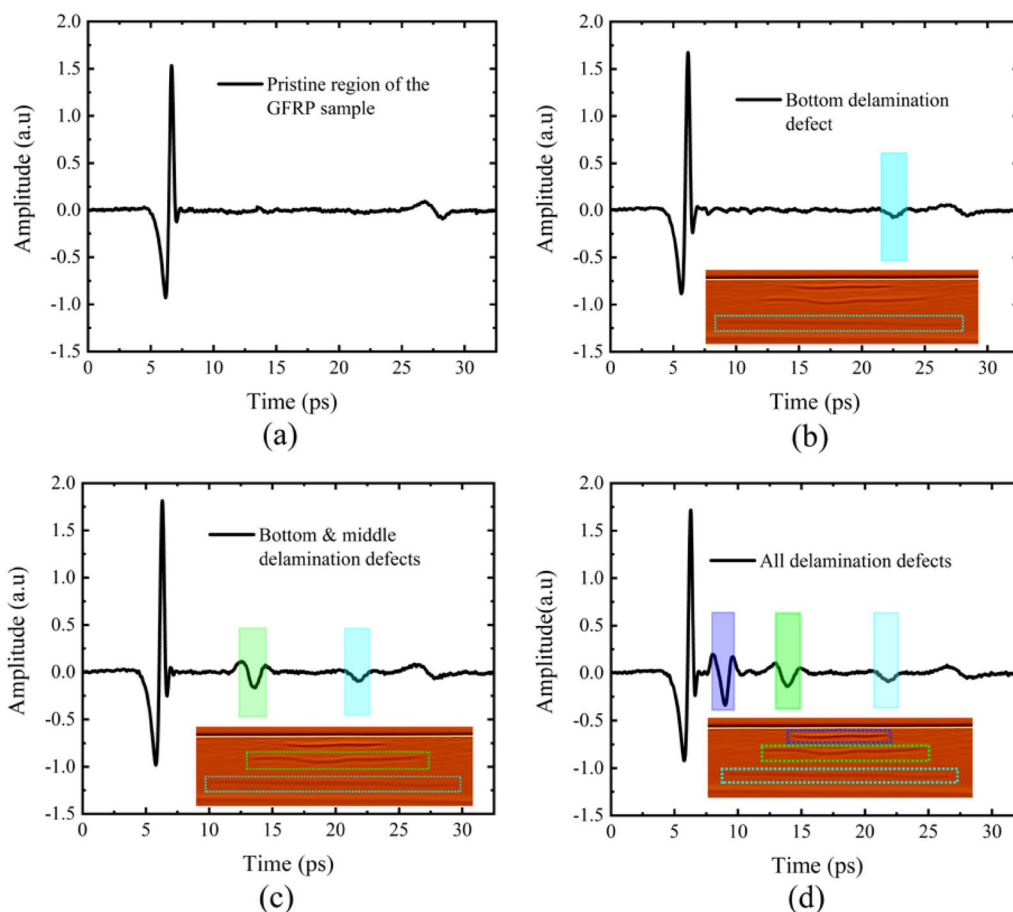 2.0
1.5
1.0
0.5
0.0
-0.5
-1.0
-1.5
Amplitude (a.u)
Pristine region of the
GFRP sample
0 5 10 15 20 25 30
Time (ps)
(a)
2.0
1.5
1.0
0.5
0.0
-0.5
-1.0
-1.5
Amplitude (a.u)
Bottom delamination
defect
0 5 10 15 20 25 30
Time (ps)
(b)
2.0
1.5
1.0
0.5
0.0
-0.5
-1.0
-1.5
Amplitude (a.u)
Bottom & middle
delamination defects
0 5 10 15 20 25 30
Time (ps)
(c)
2.0
1.5
1.0
0.5
0.0
-0.5
-1.0
-1.5
Amplitude(a.u)
All delamination defects
0 5 10 15 20 25 30
Time (ps)
(d)